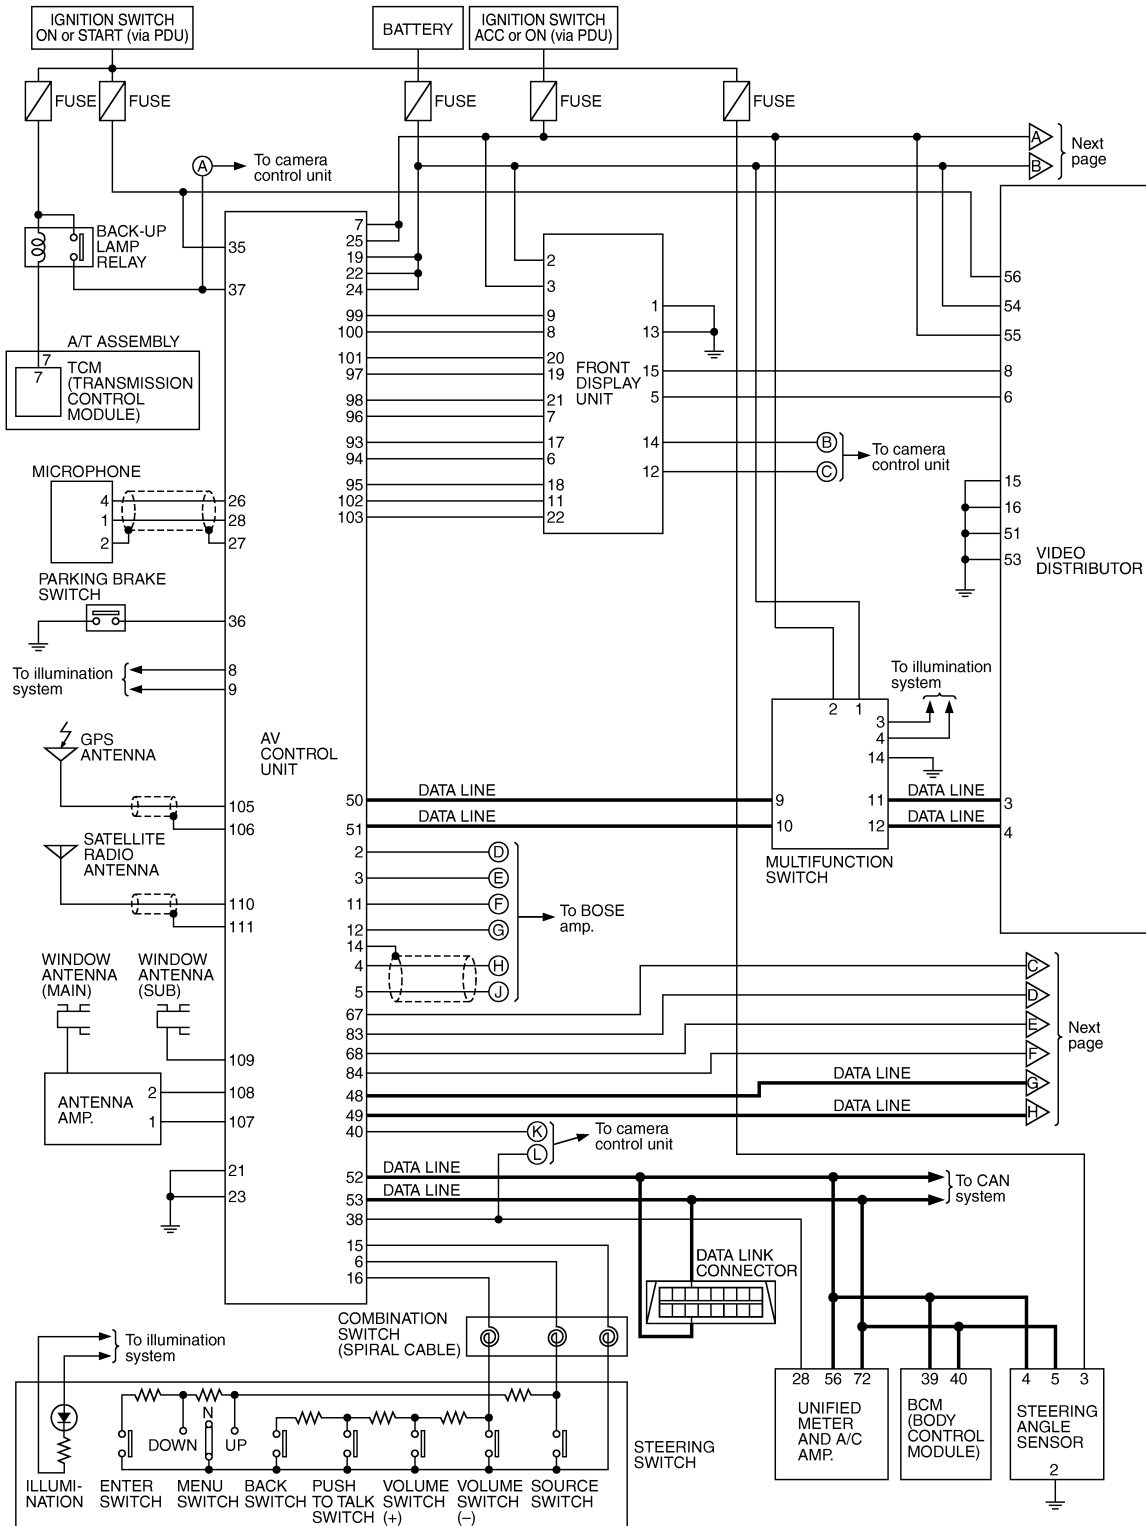 IGNITION SWITCH
ON or START (via PDU)
BATTERY
IGNITION SWITCH
ACC or ON (via PDU)
FUSE
FUSE
FUSE
FUSE
FUSE
A
To camera
control unit
A
B
Next
page
BACK-UP
LAMP
RELAY
35
37
7
25
19
22
24
99
100
101
97
98
96
93
94
95
102
103
2
3
9
8
20
19
21
7
17
6
18
11
22
FRONT
DISPLAY
UNIT
1
13
15
5
14
12
B
C
To camera
control unit
56
54
55
8
6
15
16
51
53
VIDEO
DISTRIBUTOR
A/T ASSEMBLY
7
7
TCM
(TRANSMISSION
CONTROL
MODULE)
MICROPHONE
4
1
2
26
28
27
PARKING BRAKE
SWITCH
36
To illumination
system
8
9
GPS
ANTENNA
105
106
SATELLITE
RADIO
ANTENNA
110
111
AV
CONTROL
UNIT
To illumination
system
2
1
3
4
14
50
DATA LINE
9
11
DATA LINE
3
51
DATA LINE
10
12
DATA LINE
4
MULTIFUNCTION
SWITCH
2
D
3
E
11
F
12
G
14
4
H
5
J
To BOSE
amp.
WINDOW
ANTENNA
(MAIN)
WINDOW
ANTENNA
(SUB)
109
ANTENNA
AMP.
2
1
108
107
21
23
67
83
68
84
48
DATA LINE
49
DATA LINE
C
D
E
F
G
H
Next
page
40
K
L
To camera
control unit
52
DATA LINE
53
DATA LINE
To CAN
system
38
15
6
16
DATA LINK
CONNECTOR
COMBINATION
SWITCH
(SPIRAL CABLE)
28
56
72
UNIFIED
METER
AND A/C
AMP.
39
40
BCM
(BODY
CONTROL
MODULE)
4
5
3
STEERING
ANGLE
SENSOR
2
To illumination
system
DOWN
N
UP
STEERING
SWITCH
ILLUMI-
NATION
ENTER
SWITCH
MENU
SWITCH
BACK
SWITCH
PUSH
TO TALK
SWITCH
VOLUME
SWITCH
(+)
VOLUME
SWITCH
(–)
SOURCE
SWITCH